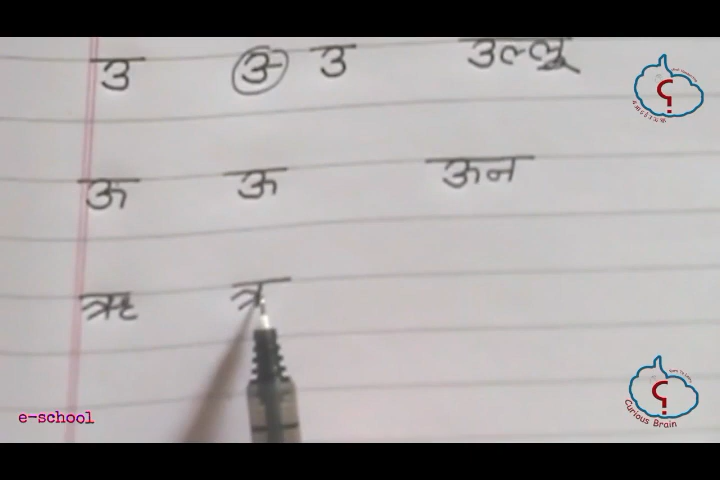 उ उ उ उल्लू
ऊ ऊ ऊन
ऋ त्र
e-school
Curious Brain